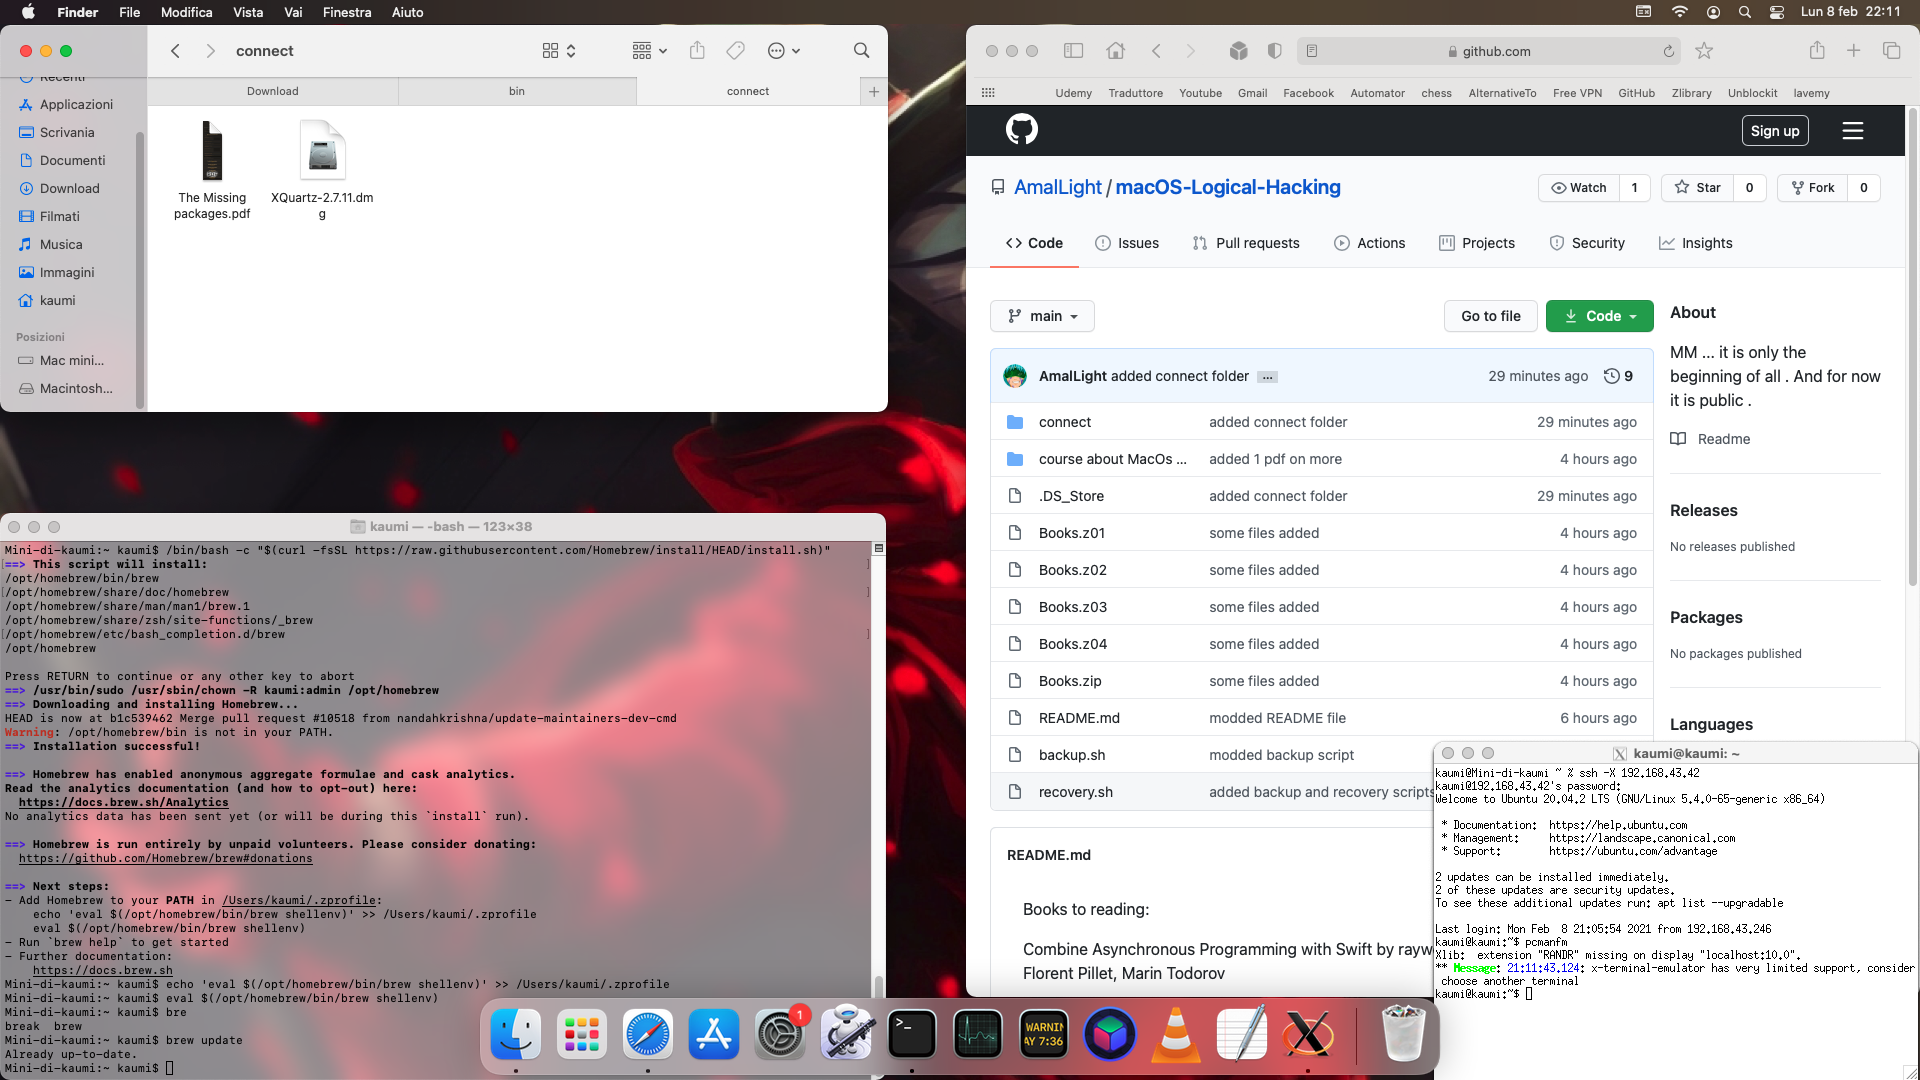 Finder File Modifica Vista Vai Finestra Aiuto
Lun 8 feb 22:11
connect
Download
bin
connect
Recenti
Applicazioni
Scrivania
Documenti
Download
Filmati
Musica
Immagini
kaumi
Posizioni
Mac mini...
Macintosh...
The Missing
packages.pdf
XQuartz-2.7.11.dm
g
kaumi — -bash — 123×38
Mini-di-kaumi:~ kaumi$ /bin/bash -c "$(curl -fsSL https://raw.githubusercontent.com/Homebrew/install/HEAD/install.sh)"
==> This script will install:
/opt/homebrew/bin/brew
/opt/homebrew/share/doc/homebrew
/opt/homebrew/share/man/man1/brew.1
/opt/homebrew/share/zsh/site-functions/_brew
/opt/homebrew/etc/bash_completion.d/brew
/opt/homebrew
Press RETURN to continue or any other key to abort
==> /usr/bin/sudo /usr/sbin/chown -R kaumi:admin /opt/homebrew
==> Downloading and installing Homebrew...
HEAD is now at b1c539462 Merge pull request #10518 from nandahkrishna/update-maintainers-dev-cmd
Warning: /opt/homebrew/bin is not in your PATH.
==> Installation successful!
==> Homebrew has enabled anonymous aggregate formulae and cask analytics.
Read the analytics documentation (and how to opt-out) here:
https://docs.brew.sh/Analytics
No analytics data has been sent yet (or will be during this `install` run).
==> Homebrew is run entirely by unpaid volunteers. Please consider donating:
https://github.com/Homebrew/brew#donations
==> Next steps:
- Add Homebrew to your PATH in /Users/kaumi/.zprofile:
echo 'eval $(/opt/homebrew/bin/brew shellenv)' >> /Users/kaumi/.zprofile
eval $(/opt/homebrew/bin/brew shellenv)
- Run `brew help` to get started
- Further documentation:
https://docs.brew.sh
Mini-di-kaumi:~ kaumi$ echo 'eval $(/opt/homebrew/bin/brew shellenv)' >> /Users/kaumi/.zprofile
Mini-di-kaumi:~ kaumi$ eval $(/opt/homebrew/bin/brew shellenv)
Mini-di-kaumi:~ kaumi$ bre
break brew
Mini-di-kaumi:~ kaumi$ brew update
Already up-to-date.
Mini-di-kaumi:~ kaumi$
github.com
Udemy Traduttore Youtube Gmail Facebook Automator chess AlternativeTo Free VPN GitHub Zlibrary Unblockit lavemy
Sign up
AmalLight / macOS-Logical-Hacking
Watch 1 Star 0 Fork 0
Code Issues Pull requests Actions Projects Security Insights
main
Go to file
Code
AmalLight added connect folder ... 29 minutes ago 9
connect added connect folder 29 minutes ago
course about MacOs ... added 1 pdf on more 4 hours ago
.DS_Store added connect folder 29 minutes ago
Books.z01 some files added 4 hours ago
Books.z02 some files added 4 hours ago
Books.z03 some files added 4 hours ago
Books.z04 some files added 4 hours ago
Books.zip some files added 4 hours ago
README.md modded README file 6 hours ago
backup.sh modded backup script
recovery.sh added backup and recovery scripts
README.md
Books to reading:
Combine Asynchronous Programming with Swift by rayw
Florent Pillet, Marin Todorov
About
MM ... it is only the
beginning of all . And for now
it is public .
Readme
Releases
No releases published
Packages
No packages published
Languages
kaumi@kaumi: ~
kaumi@Mini-di-kaumi ~ % ssh -X 192.168.43.42
kaumi@192.168.43.42's password:
Welcome to Ubuntu 20.04.2 LTS (GNU/Linux 5.4.0-65-generic x86_64)
* Documentation: https://help.ubuntu.com
* Management: https://landscape.canonical.com
* Support: https://ubuntu.com/advantage
2 updates can be installed immediately.
2 of these updates are security updates.
To see these additional updates run: apt list --upgradable
Last login: Mon Feb 8 21:05:54 2021 from 192.168.43.246
kaumi@kaumi:~$ pcmanfm
Xlib: extension "RANDR" missing on display "localhost:10.0".
** Message: 21:11:43.124: x-terminal-emulator has very limited support, consider
choose another terminal
kaumi@kaumi:~$
1
>_
WARNIN
AY 7:36